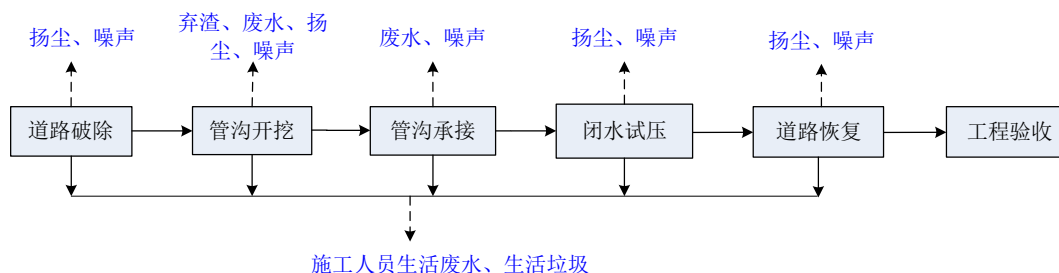 扬尘、噪声
弃渣、废水、扬
尘、噪声
废水、噪声
扬尘、噪声
扬尘、噪声
道路破除
管沟开挖
管沟承接
闭水试压
道路恢复
工程验收
施工人员生活废水、生活垃圾